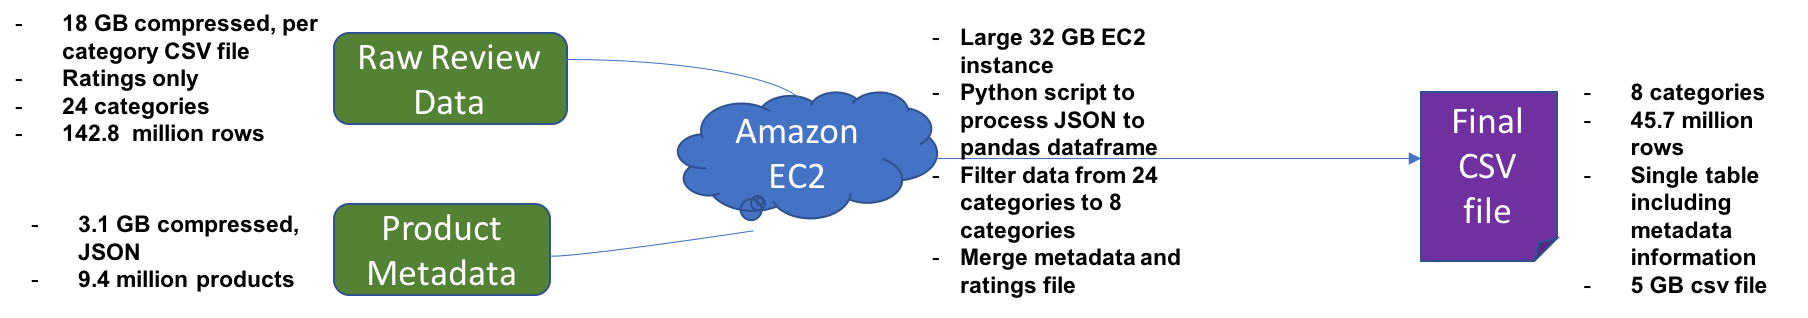 - 18 GB compressed, per
category CSV file
- Ratings only
- 24 categories
- 142.8 million rows
Raw Review
Data
- 3.1 GB compressed,
JSON
- 9.4 million products
Product
Metadata
Amazon
EC2
- Large 32 GB EC2
instance
- Python script to
process JSON to
pandas dataframe
- Filter data from 24
categories to 8
categories
- Merge metadata and
ratings file
Final
CSV
file
- 8 categories
- 45.7 million
rows
- Single table
including
metadata
information
- 5 GB csv file